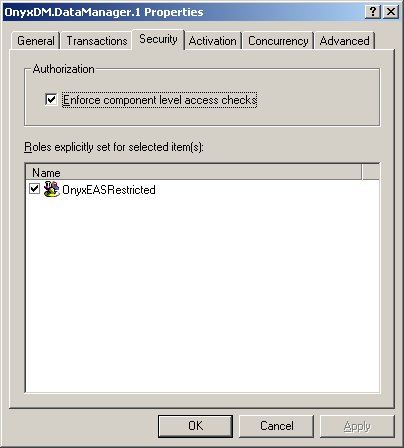 OnyxDM.DataManager.1 Properties
General Transactions Security Activation Concurrency Advanced
Authorization
Enforce component level access checks
Roles explicitly set for selected item(s):
Name
OnyxEASRestricted
OK Cancel Apply